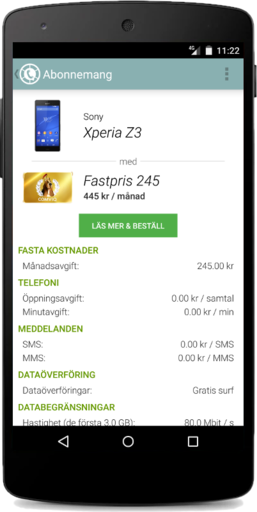 4G 11:22
Abonnemang
Sony
Xperia Z3
med
COMVIQ
Fastpris 245
445 kr / månad
LÄS MER & BESTÄLL
FASTA KOSTNADER
Månadsavgift: 245.00 kr
TELEFONI
Öppningsavgift: 0.00 kr / samtal
Minutavgift: 0.00 kr / min
MEDDELANDEN
SMS: 0.00 kr / SMS
MMS: 0.00 kr / MMS
DATAÖVERFÖRING
Dataöverföringar: Gratis surf
DATABEGRÄNSNINGAR
Hastighet (de första 3.0 GB): 80.0 Mbit / s